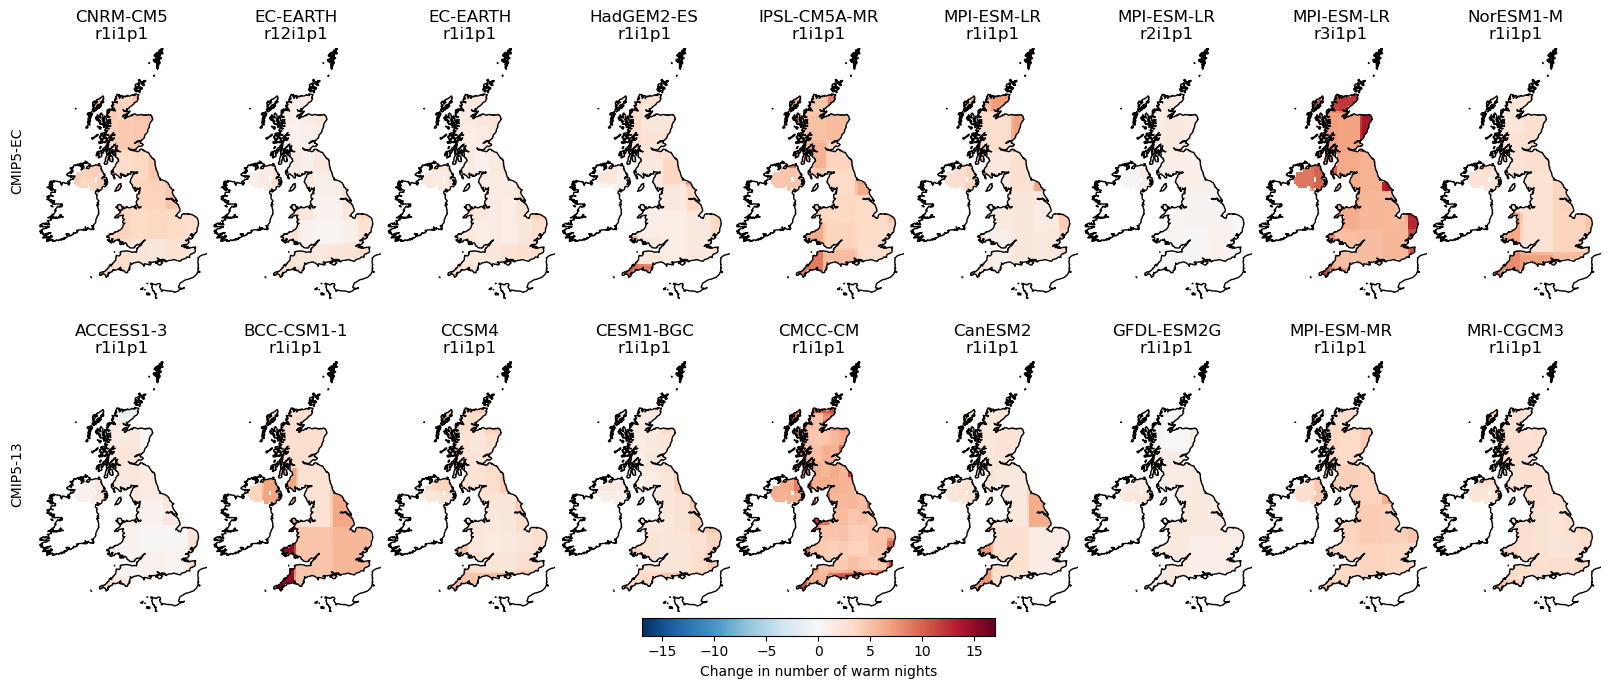 CNRM-CM5 EC-EARTH EC-EARTH HadGEM2-ES IPSL-CM5A-MR MPI-ESM-LR MPI-ESM-LR MPI-ESM-LR NorESM1-M
r1i1p1 r12i1p1 r1i1p1 r1i1p1 r1i1p1 r1i1p1 r2i1p1 r3i1p1 r1i1p1
CMIP5-EC
ACCESS1-3 BCC-CSM1-1 CCSM4 CESM1-BGC CMCC-CM CanESM2 GFDL-ESM2G MPI-ESM-MR MRI-CGCM3
r1i1p1 r1i1p1 r1i1p1 r1i1p1 r1i1p1 r1i1p1 r1i1p1 r1i1p1 r1i1p1
CMIP5-13
−15 −10 −5 0 5 10 15
Change in number of warm nights